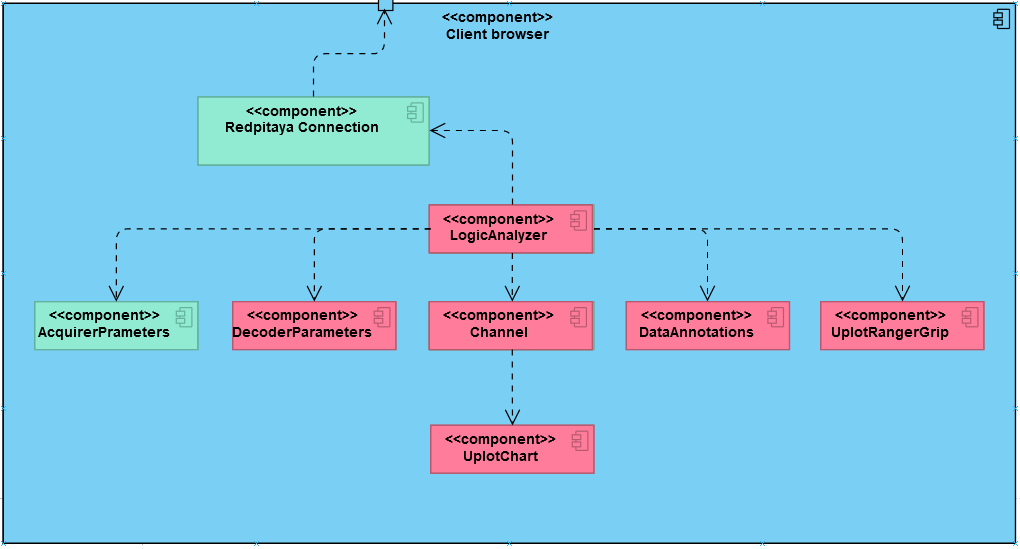 <<component>>
Client browser
<<component>>
Redpitaya Connection
<<component>>
LogicAnalyzer
<<component>>
AcquirerPrameters
<<component>>
DecoderParameters
<<component>>
Channel
<<component>>
DataAnnotations
<<component>>
UplotRangerGrip
<<component>>
UplotChart